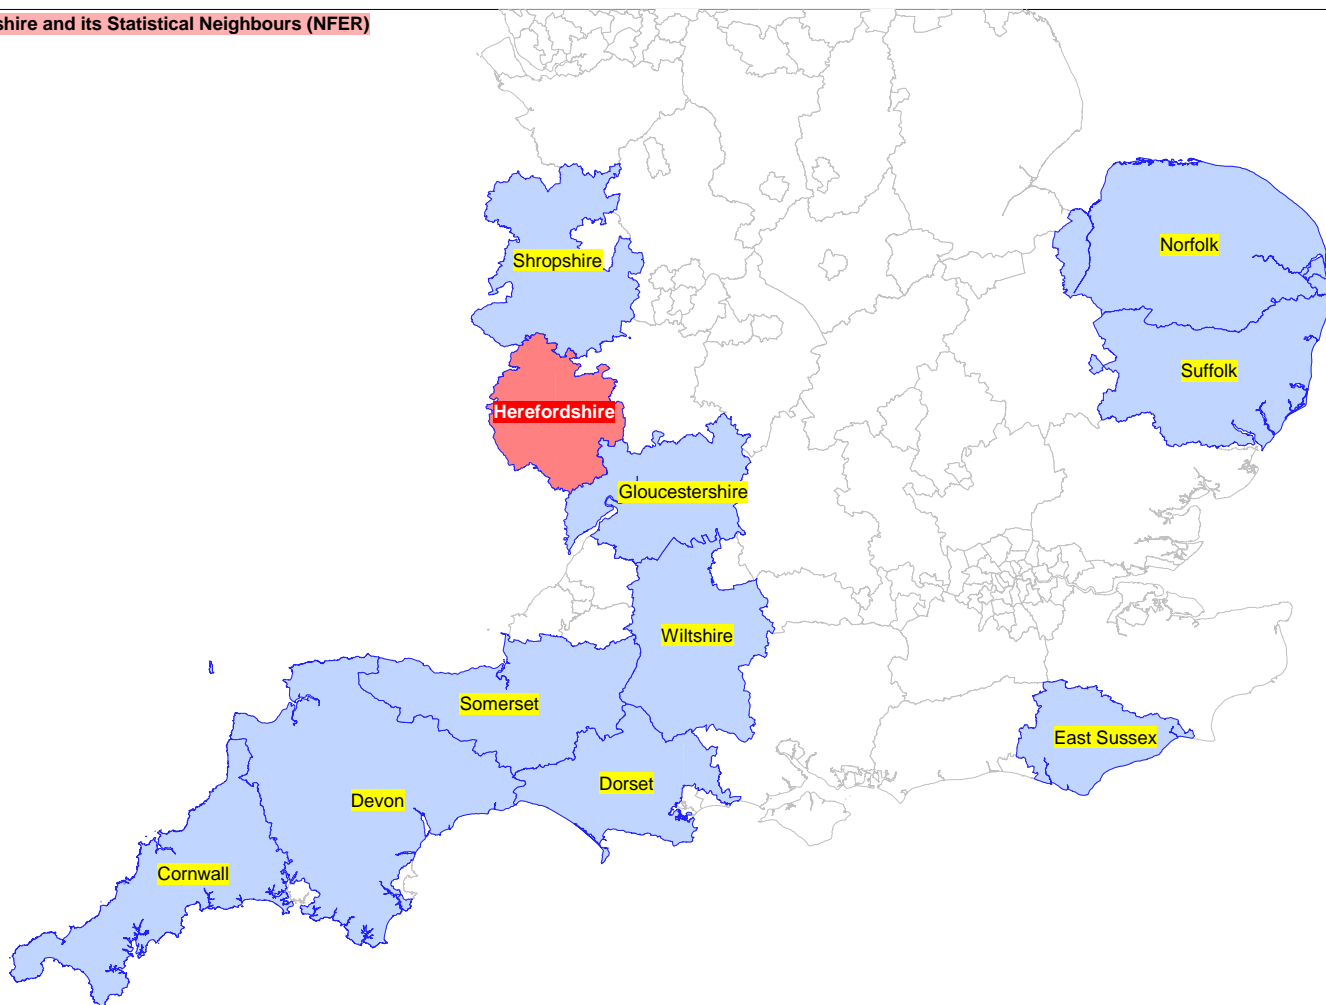 shire and its Statistical Neighbours (NFER)
Norfolk
Shropshire
Suffolk
Herefordshire
Gloucestershire
Wiltshire
Somerset
East Sussex
Dorset
Devon
Cornwall